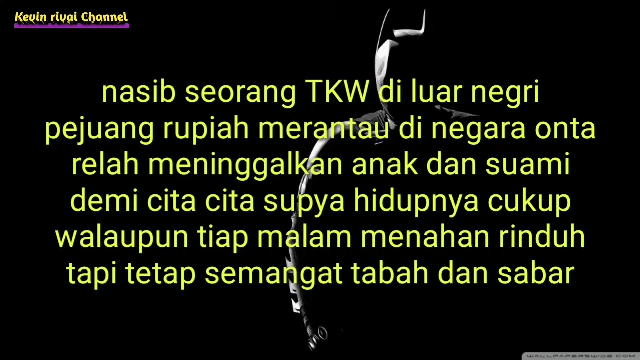 Kevin rival Channel
nasib seorang TKW di luar negri
pejuang rupiah merantau di negara onta
relah meninggalkan anak dan suami
demi cita cita supya hidupnya cukup
walaupun tiap malam menahan rinduh
tapi tetap semangat tabah dan sabar